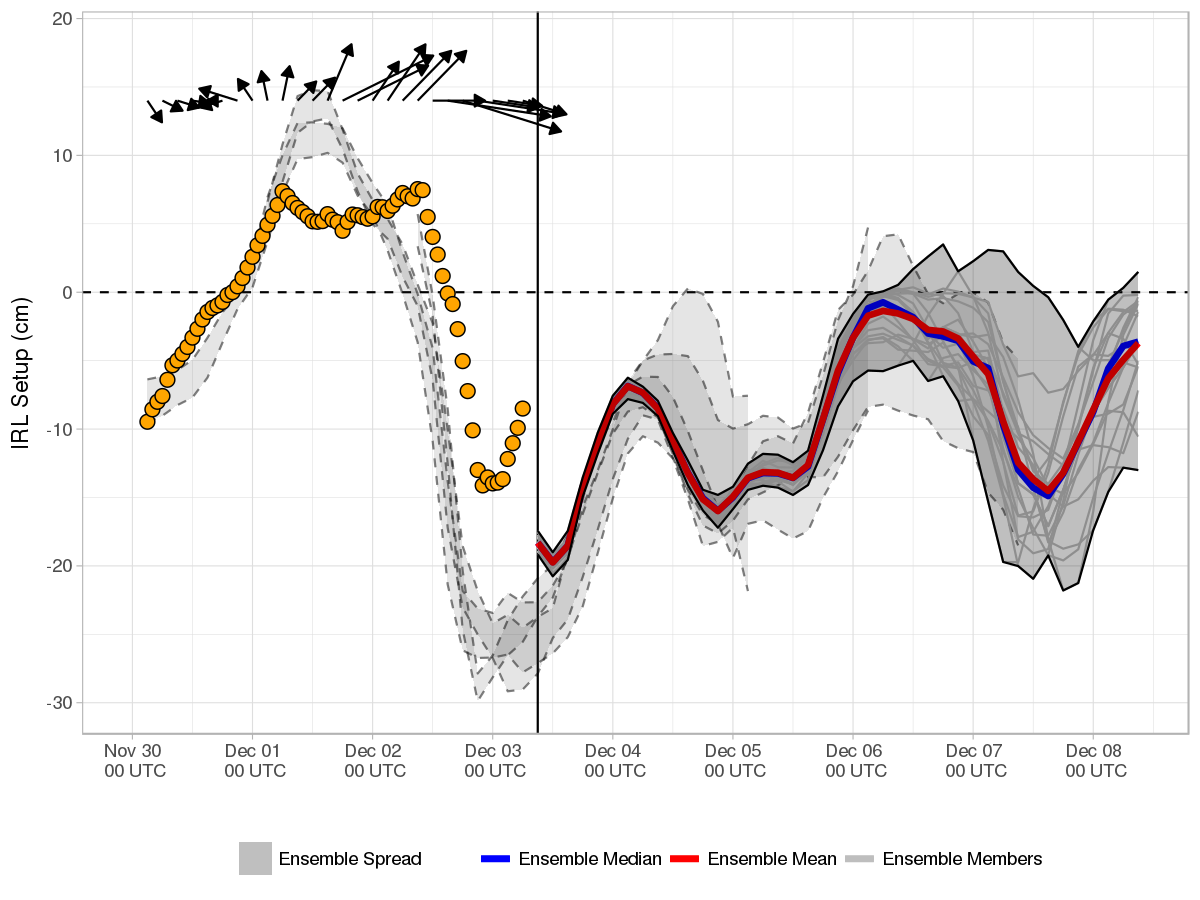 IRL Setup (cm)
20
10
0
-10
-20
-30
Nov 30 Dec 01 Dec 02 Dec 03 Dec 04 Dec 05 Dec 06 Dec 07 Dec 08
00 UTC 00 UTC 00 UTC 00 UTC 00 UTC 00 UTC 00 UTC 00 UTC 00 UTC
Ensemble Spread Ensemble Median Ensemble Mean Ensemble Members